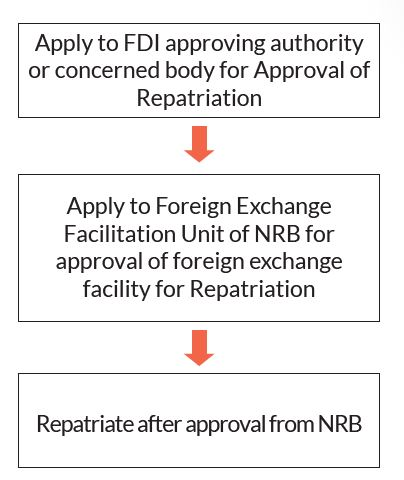 Apply to FDI approving authority
or concerned body for Approval of
Repatriation
Apply to Foreign Exchange
Facilitation Unit of NRB for
approval of foreign exchange
facility for Repatriation
Repatriate after approval from NRB